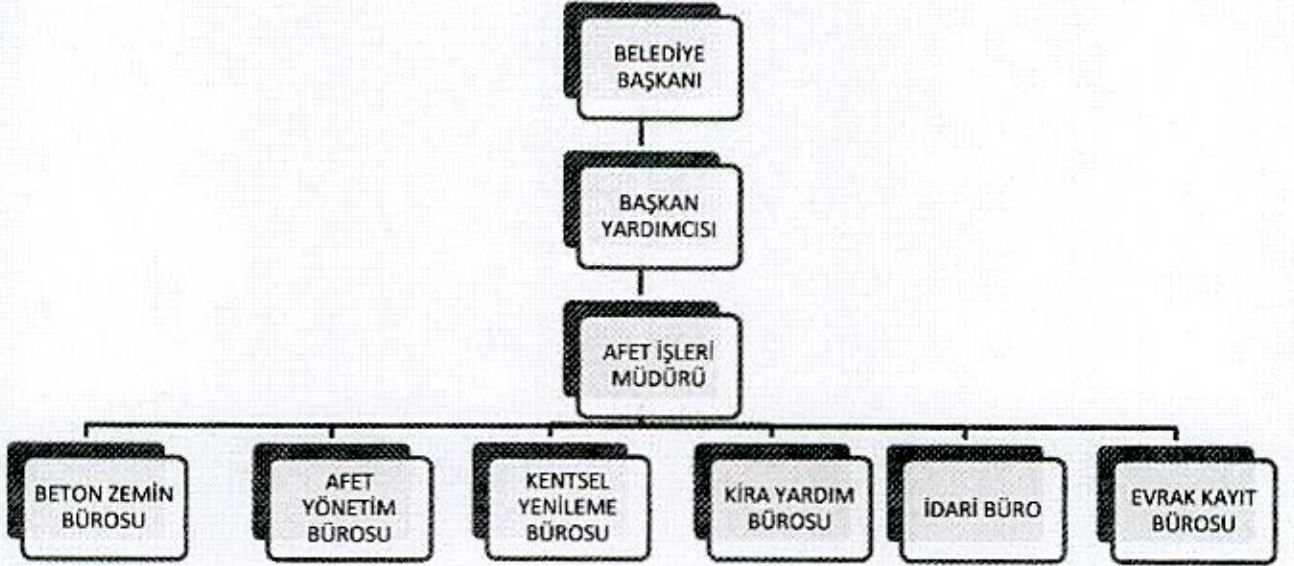 BELEDİYE
BAŞKANI
BAŞKAN
YARDIMCISI
AFET İŞLERİ
MÜDÜRÜ
BETON ZEMİN
BÜROSU
AFET
YÖNETİM
BÜROSU
KENTSEL
YENİLEME
BÜROSU
KİRA YARDIM
BÜROSU
İDARİ BÜRO
EVRAK KAYIT
BÜROSU